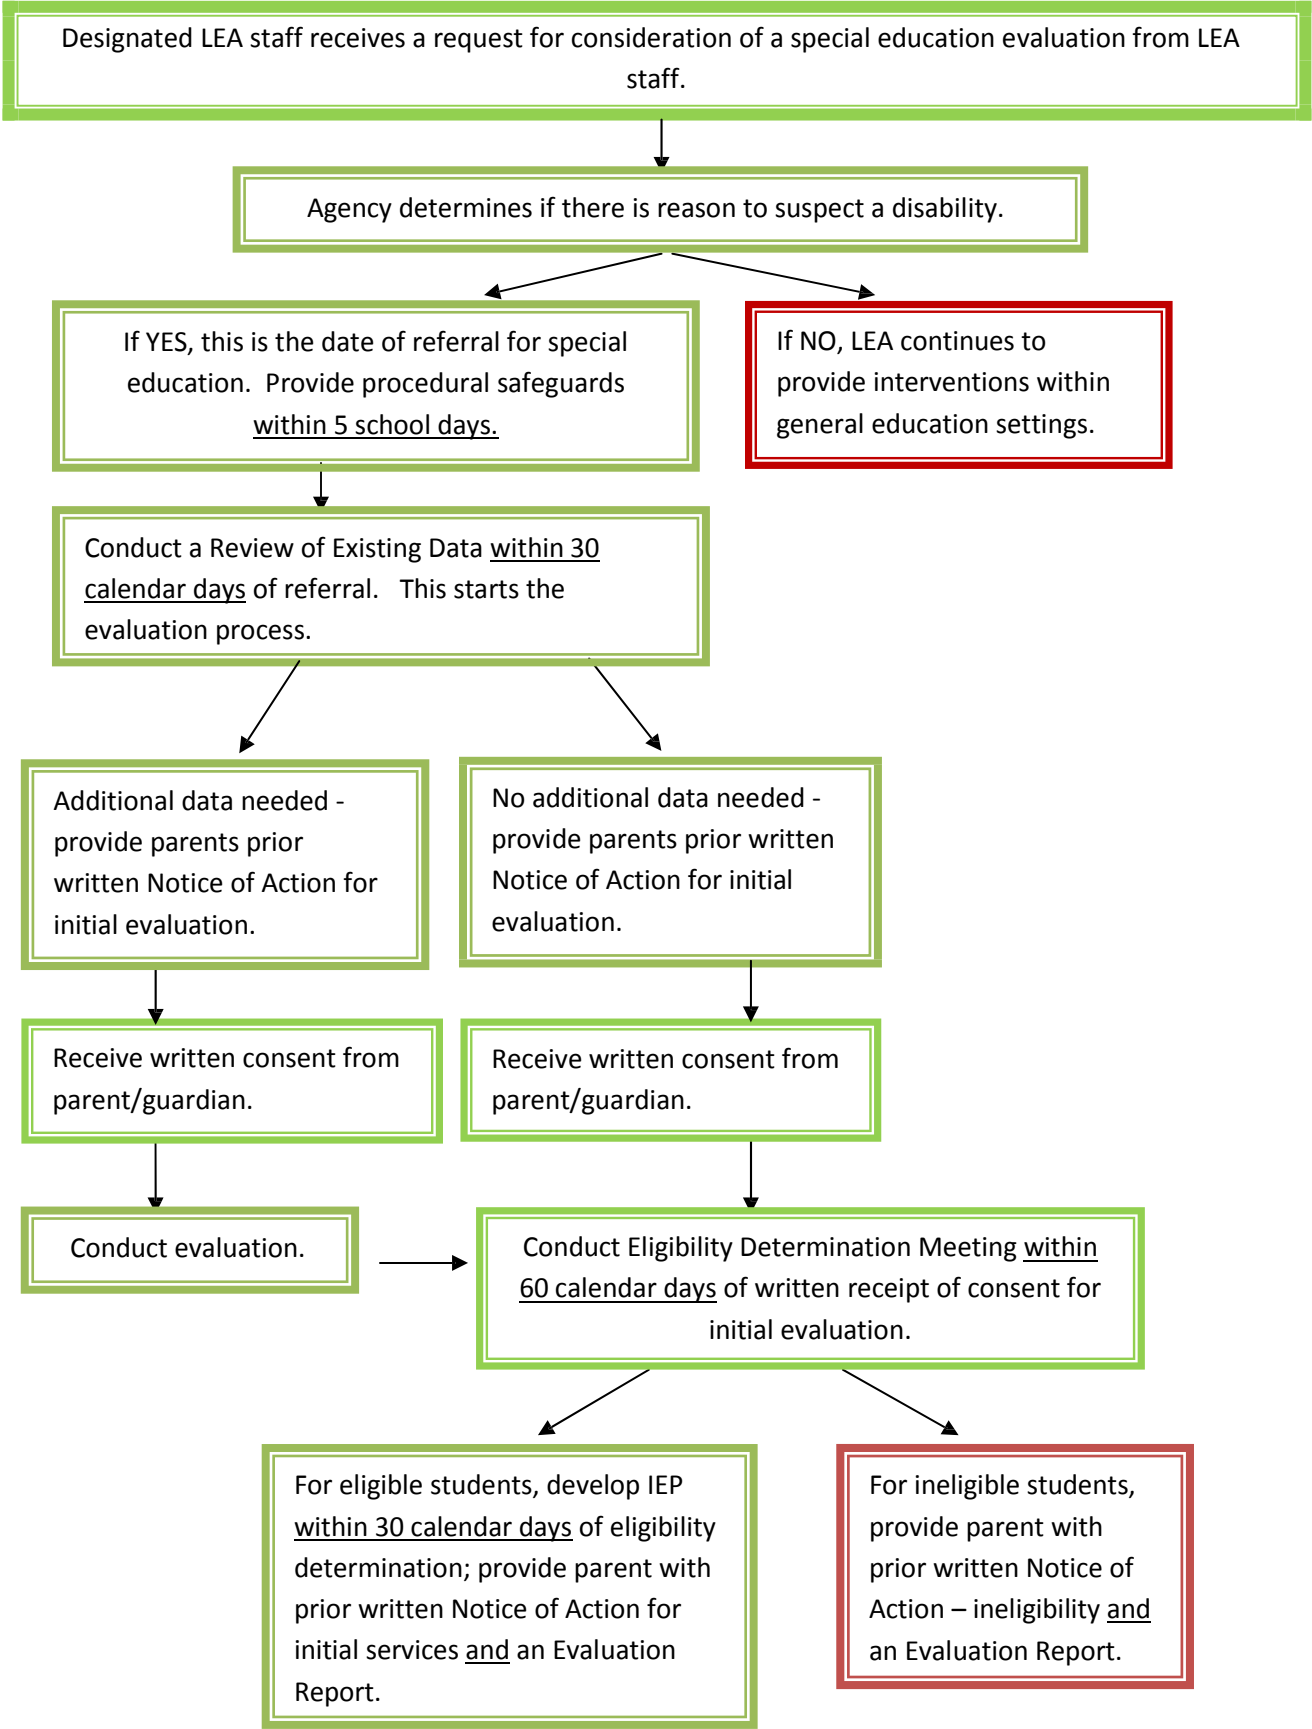 Designated LEA staff receives a request for consideration of a special education evaluation from LEA
staff.
Agency determines if there is reason to suspect a disability.
If YES, this is the date of referral for special
education.  Provide procedural safeguards
within 5 school days.
If NO, LEA continues to
provide interventions within
general education settings.
Conduct a Review of Existing Data within 30
calendar days of referral.   This starts the
evaluation process.
Additional data needed -
provide parents prior
written Notice of Action for
initial evaluation.
No additional data needed -
provide parents prior written
Notice of Action for initial
evaluation.
Receive written consent from
parent/guardian.
Receive written consent from
parent/guardian.
Conduct evaluation.
Conduct Eligibility Determination Meeting within
60 calendar days of written receipt of consent for
initial evaluation.
For eligible students, develop IEP
within 30 calendar days of eligibility
determination; provide parent with
prior written Notice of Action for
initial services and an Evaluation
Report.
For ineligible students,
provide parent with
prior written Notice of
Action – ineligibility and
an Evaluation Report.